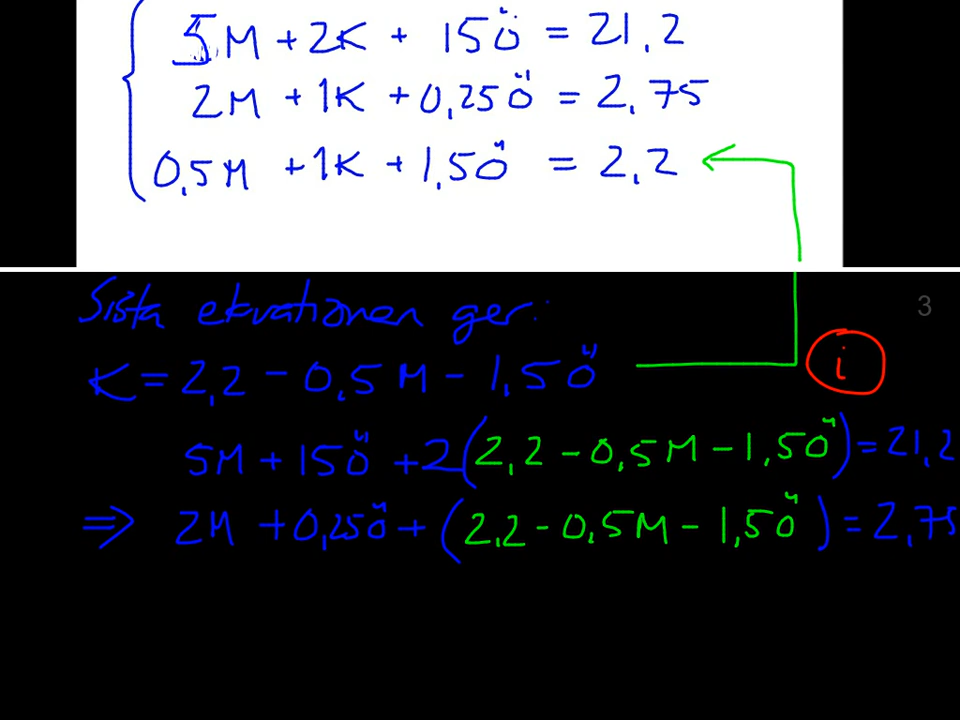 5M + 2K + 15Ö = 21,2
2M + 1K + 0,25Ö = 2,75
0,5M + 1K + 1,5Ö = 2,2
Sista ekvationen ger:
3
K = 2,2 - 0,5M - 1,5Ö
i
5M + 15Ö + 2(2,2 - 0,5M - 1,5Ö) = 21,2
⇒ 2M + 0,25Ö + (2,2 - 0,5M - 1,5Ö) = 2,75